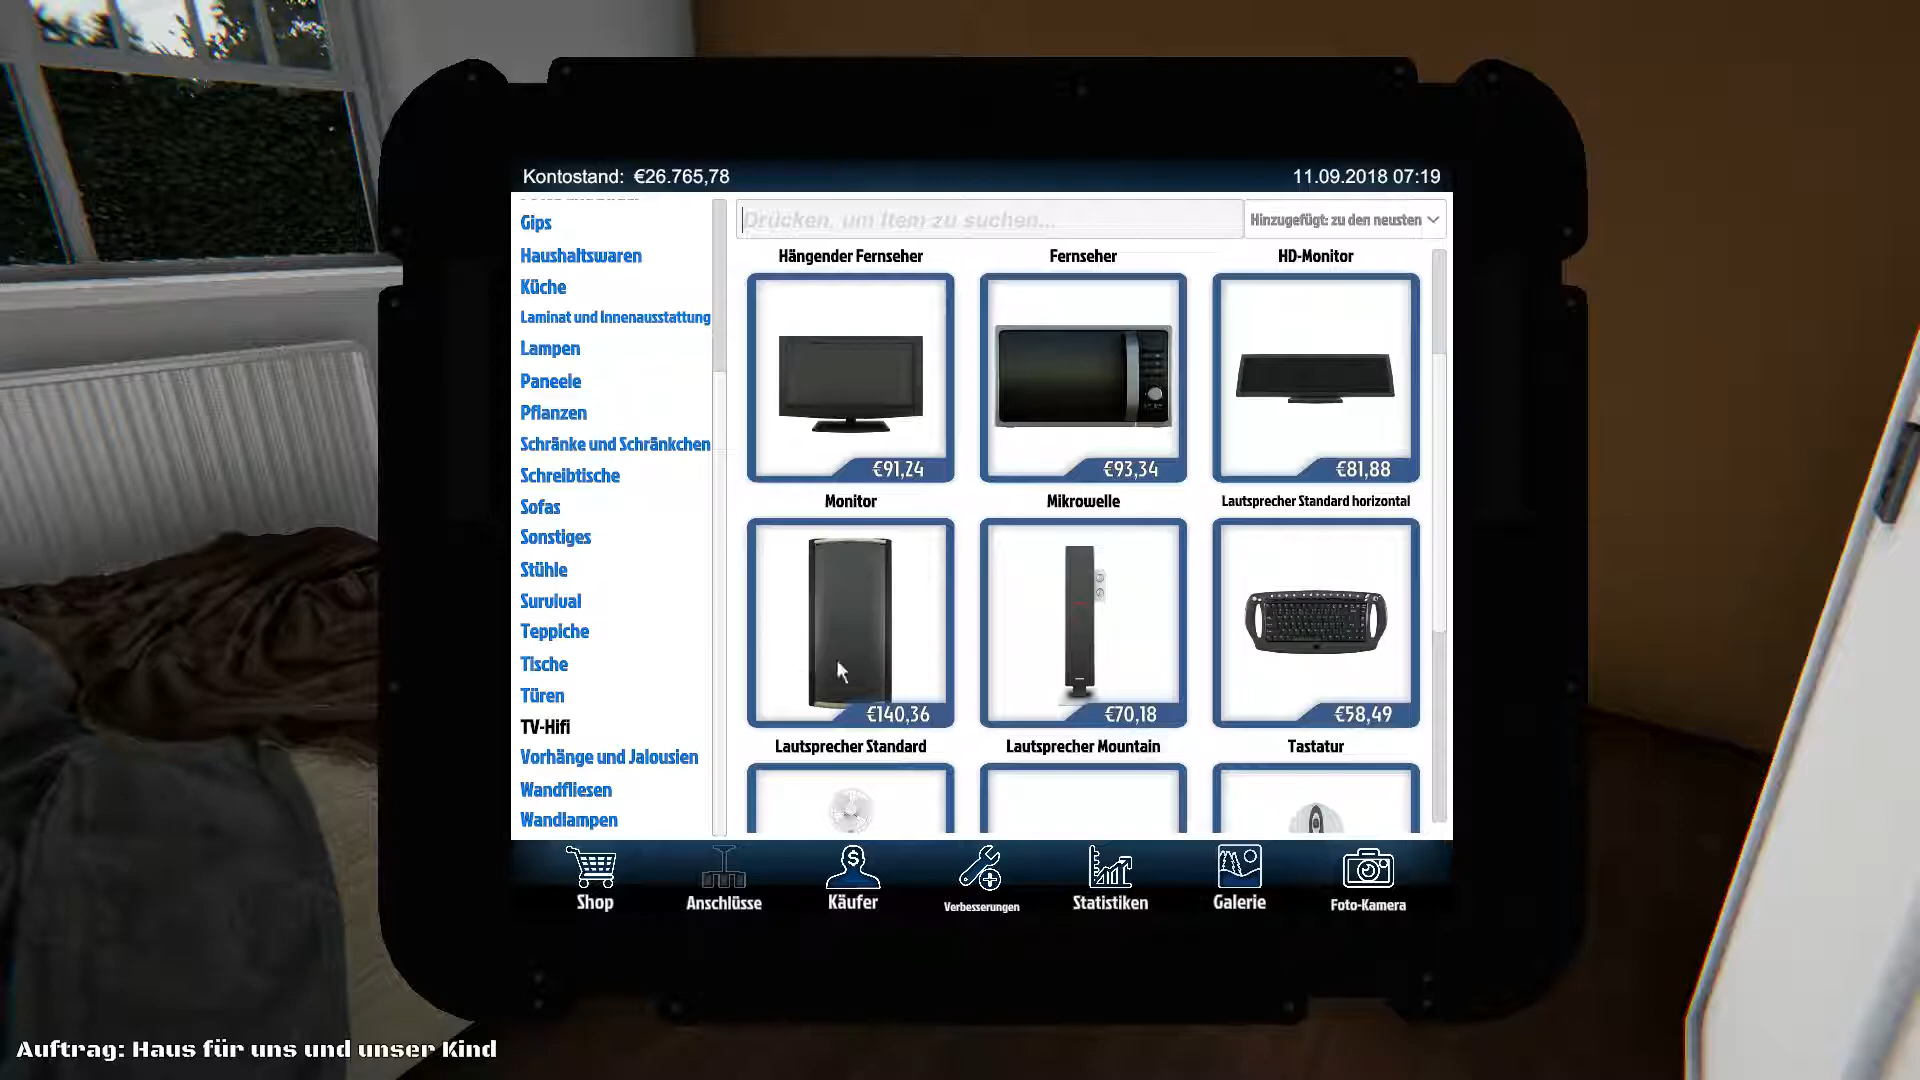 Kontostand: €26.765,78
11.09.2018 07:19
Gips
Haushaltswaren
Küche
Laminat und Innenausstattung
Lampen
Paneele
Pflanzen
Schränke und Schränkchen
Schreibtische
Sofas
Sonstiges
Stühle
Survival
Teppiche
Tische
Türen
TV-Hifi
Vorhänge und Jalousien
Wandfliesen
Wandlampen
Drücken, um Item zu suchen...
Hinzugefügt: zu den neusten
Hängender Fernseher
Fernseher
HD-Monitor
€91,24
€93,34
€81,88
Monitor
Mikrowelle
Lautsprecher Standard horizontal
€140,36
€70,18
€58,49
Lautsprecher Standard
Lautsprecher Mountain
Tastatur
Shop
Anschlüsse
Käufer
Verbesserungen
Statistiken
Galerie
Foto-Kamera
Auftrag: Haus für uns und unser Kind